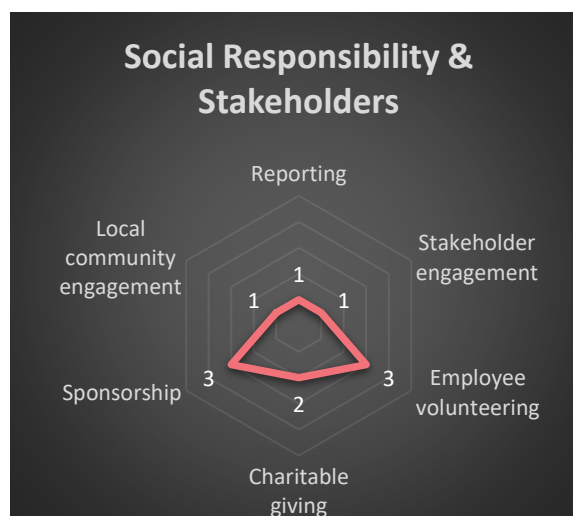 Social Responsibility &
Stakeholders
Reporting
Local
community
engagement
Stakeholder
engagement
1
1
1
3
3
2
Sponsorship
Employee
volunteering
Charitable
giving